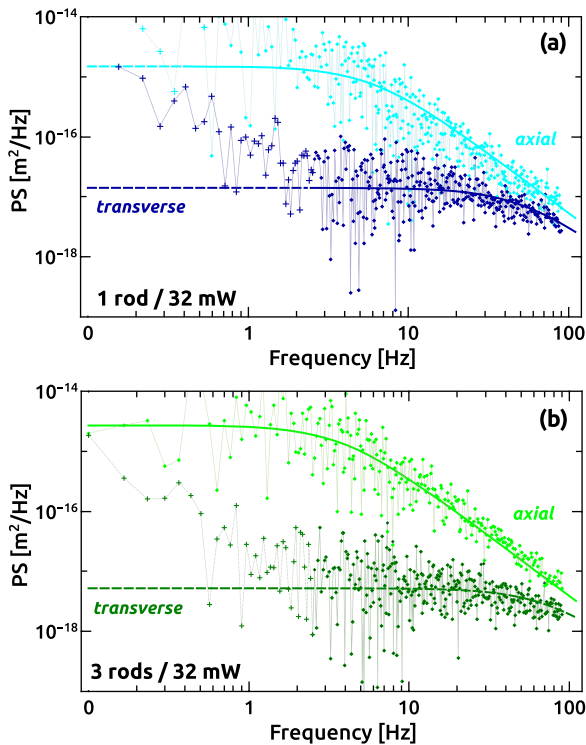 10⁻¹⁴
(a)
PS [m²/Hz]
10⁻¹⁶
axial
transverse
10⁻¹⁸
1 rod / 32 mW
0 1 10 100
Frequency [Hz]
10⁻¹⁴
(b)
PS [m²/Hz]
10⁻¹⁶
axial
transverse
10⁻¹⁸
3 rods / 32 mW
0 1 10 100
Frequency [Hz]